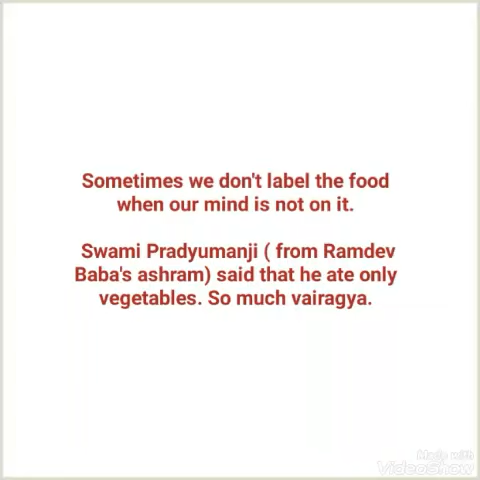 Sometimes we don't label the food
when our mind is not on it.
Swami Pradyumanji ( from Ramdev
Baba's ashram) said that he ate only
vegetables. So much vairagya.
Made with
VideoShow